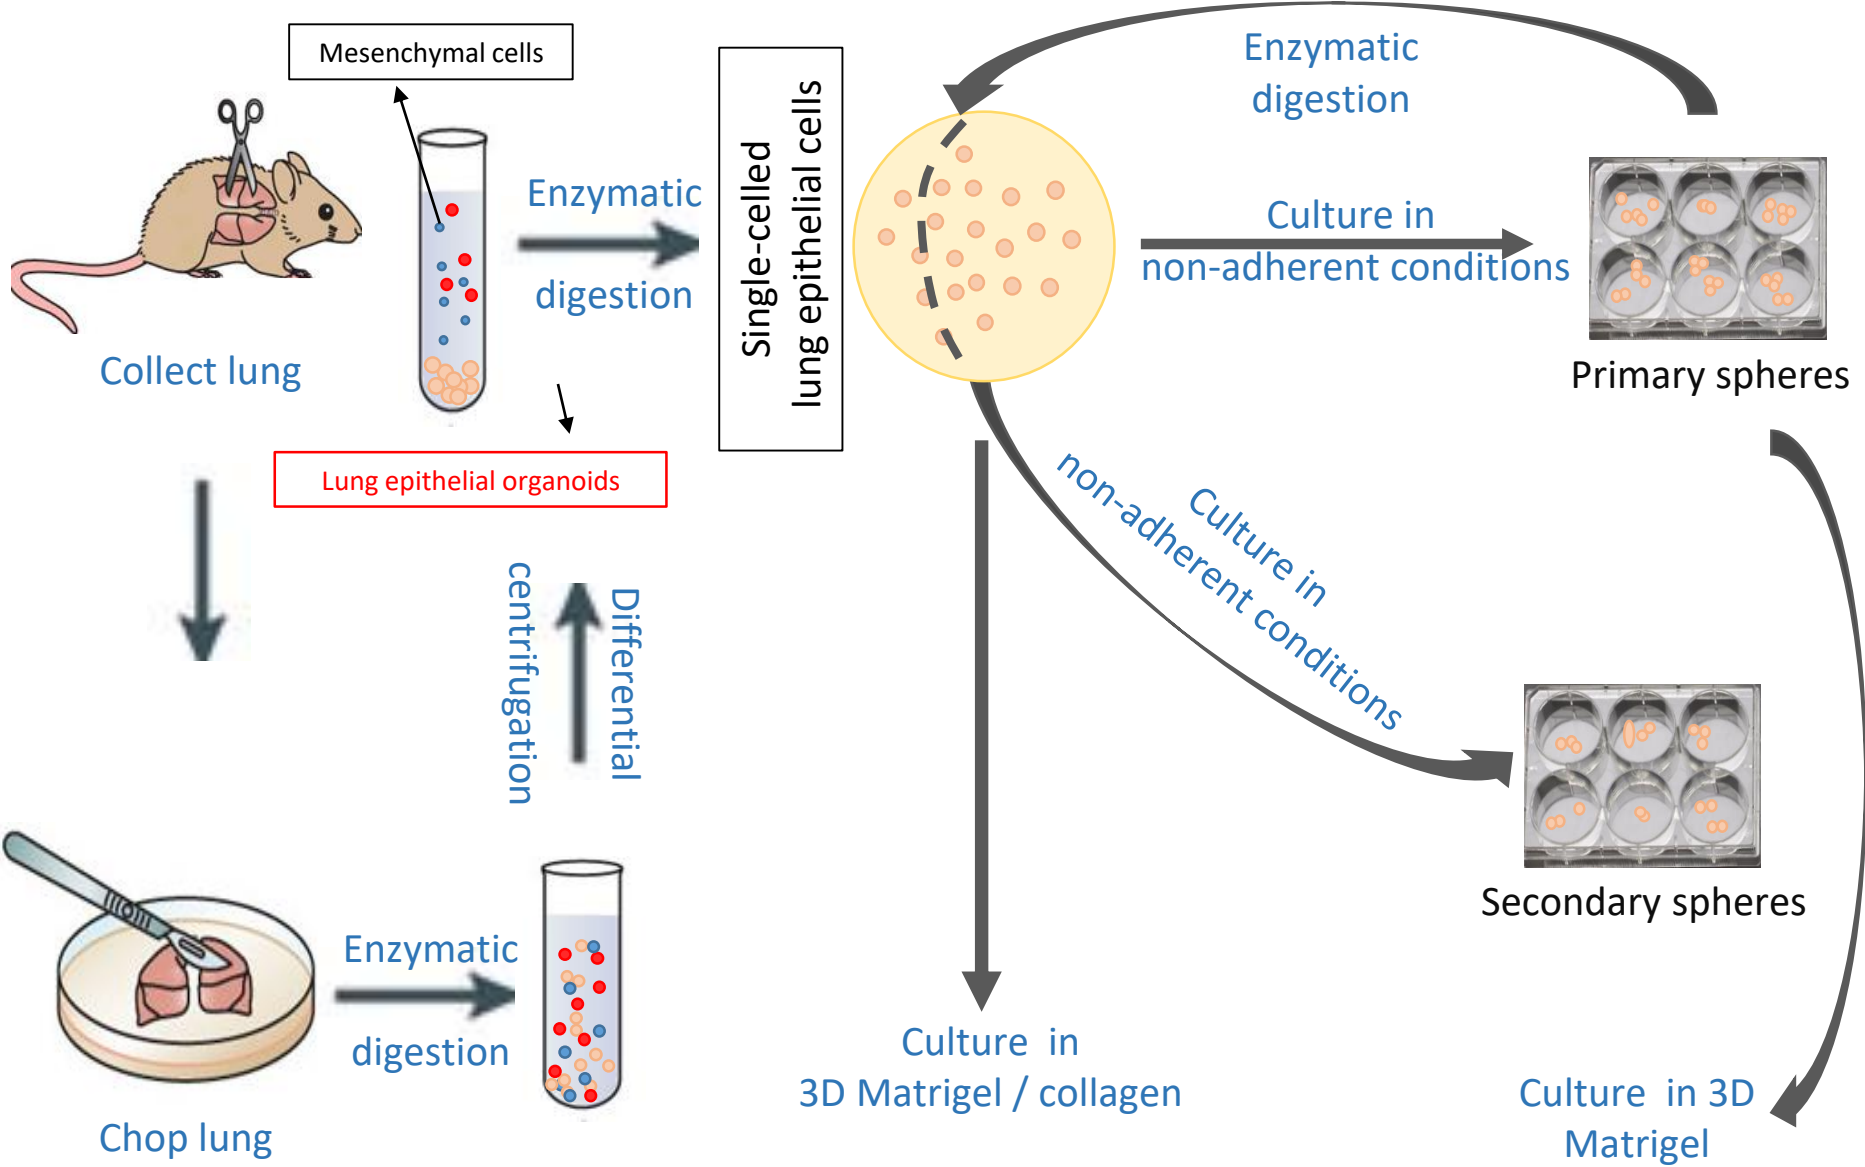 Mesenchymal cells
Collect lung
Enzymatic
digestion
Lung epithelial organoids
Single-celled
lung epithelial cells
Enzymatic
digestion
Culture in
non-adherent conditions
Primary spheres
Culture in
non-adherent conditions
Secondary spheres
Differential
centrifugation
Enzymatic
digestion
Chop lung
Culture in
3D Matrigel / collagen
Culture in 3D
Matrigel